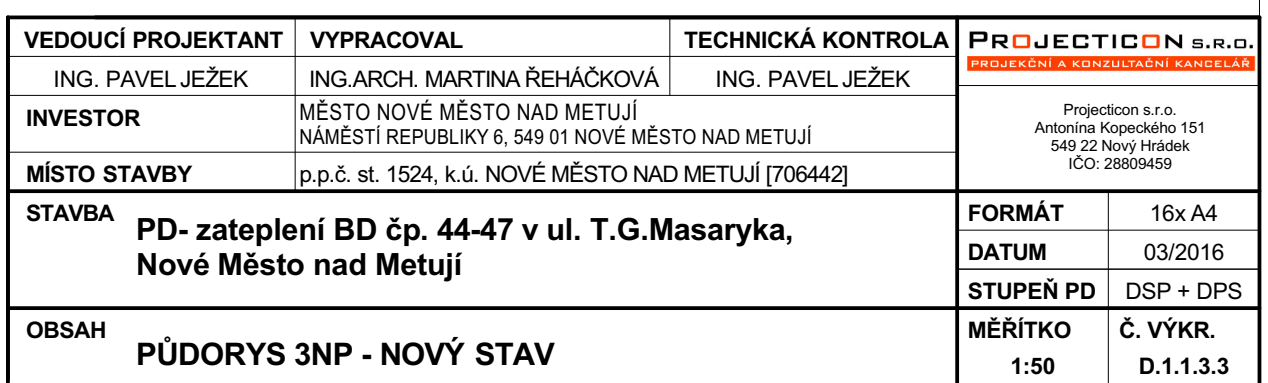 VEDOUCÍ PROJEKTANT VYPRACOVAL TECHNICKÁ KONTROLA
ING. PAVEL JEŽEK ING.ARCH. MARTINA ŘEHÁČKOVÁ ING. PAVEL JEŽEK
PROJECTICON S.R.O.
PROJEKČNÍ A KONZULTAČNÍ KANCELÁŘ
INVESTOR MĚSTO NOVÉ MĚSTO NAD METUJÍ
NÁMĚSTÍ REPUBLIKY 6, 549 01 NOVÉ MĚSTO NAD METUJÍ
MÍSTO STAVBY p.p.č. st. 1524, k.ú. NOVÉ MĚSTO NAD METUJÍ [706442]
Projecticon s.r.o.
Antonína Kopeckého 151
549 22 Nový Hrádek
IČO: 28809459
STAVBA
PD- zateplení BD čp. 44-47 v ul. T.G.Masaryka,
Nové Město nad Metují
FORMÁT 16x A4
DATUM 03/2016
STUPEŇ PD DSP + DPS
OBSAH
PŮDORYS 3NP - NOVÝ STAV
MĚŘÍTKO Č. VÝKR.
1:50 D.1.1.3.3